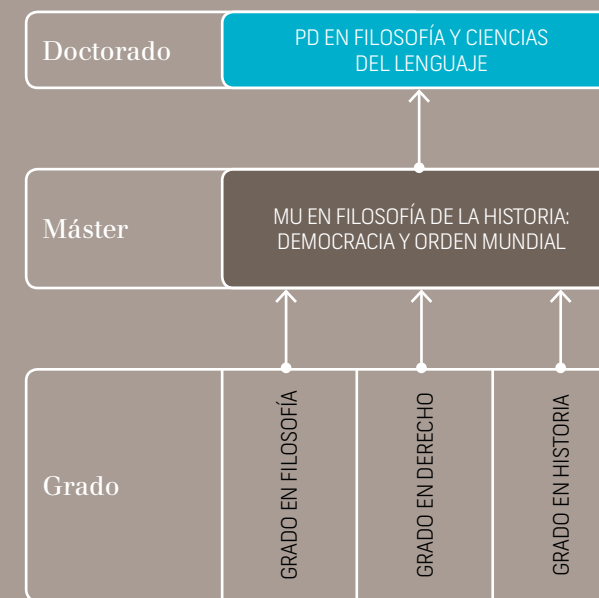 Doctorado
PD EN FILOSOFÍA Y CIENCIAS
DEL LENGUAJE
Máster
MU EN FILOSOFÍA DE LA HISTORIA:
DEMOCRACIA Y ORDEN MUNDIAL
Grado
GRADO EN FILOSOFÍA
GRADO EN DERECHO
GRADO EN HISTORIA